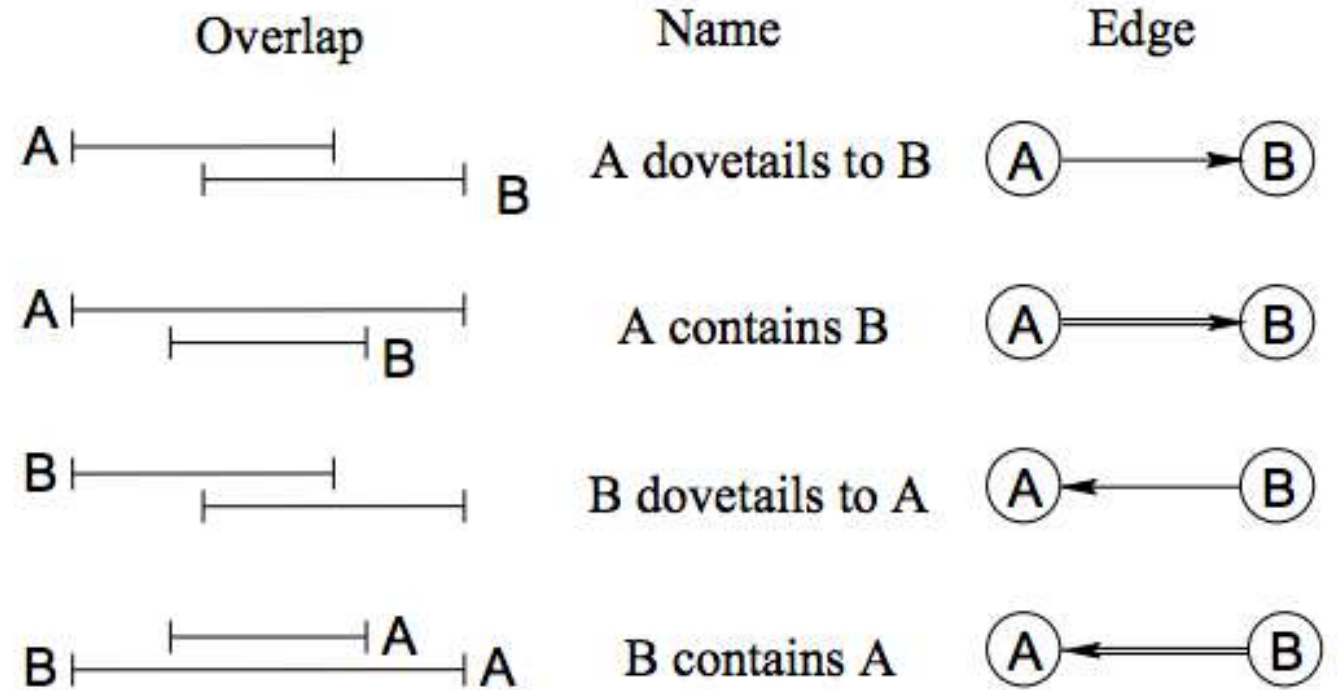 Overlap Name Edge
A B A dovetails to B A B
A B A contains B A B
B B dovetails to A A B
A
B A B contains A A B